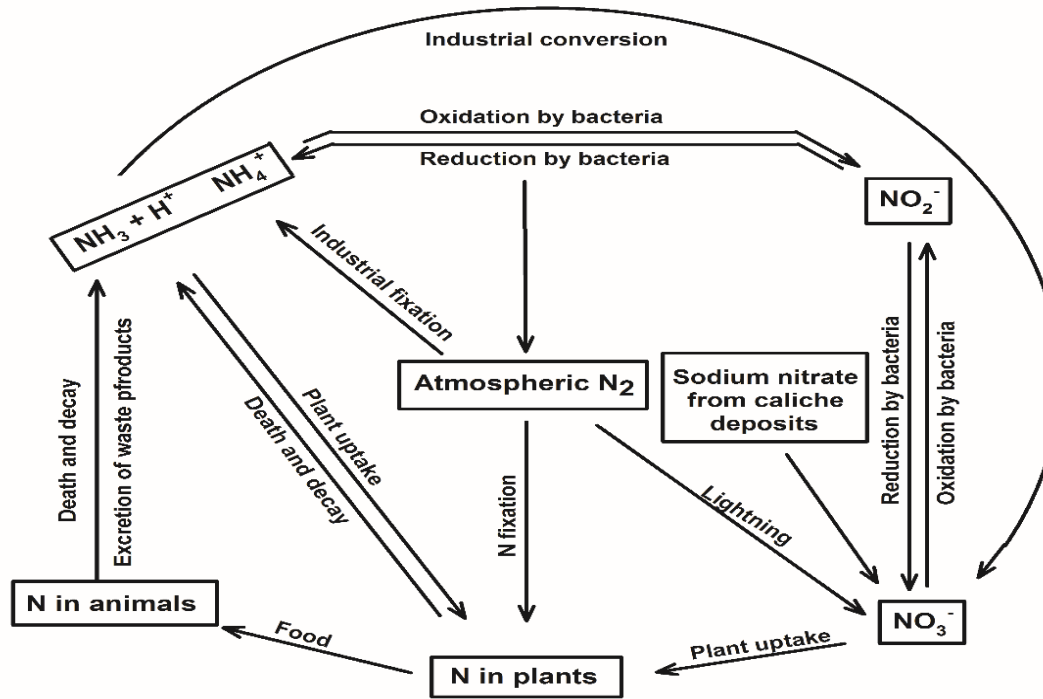 Industrial conversion
Oxidation by bacteria
Reduction by bacteria
NH₃ + H⁺ NH₄⁺
NO₂⁻
Industrial fixation
Atmospheric N₂
Sodium nitrate
from caliche
deposits
Reduction by bacteria
Oxidation by bacteria
Death and decay
Excretion of waste pfroducts
Plant uptake
Death and decay
N fixation
Lightning
N in animals
NO₃⁻
Food
Plant uptake
N in plants